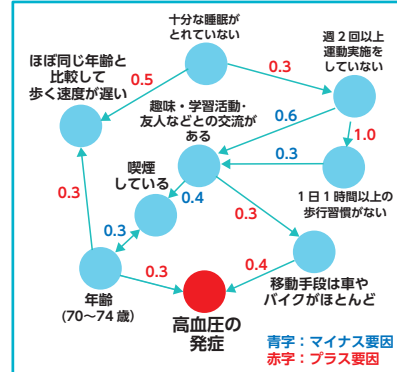 十分な睡眠が
とれていない
週２回以上
運動実施を
していない
ほぼ同じ年齢と
比較して
歩く速度が遅い
0.5
0.3
趣味・学習活動・
友人などとの交流が
ある
0.6
1.0
喫煙
している
0.3
0.4
１日１時間以上の
歩行習慣がない
0.3
0.3
0.3
0.3
0.4
移動手段は車や
バイクがほとんど
年齢
(70～74歳)
高血圧の
発症
青字：マイナス要因
赤字：プラス要因